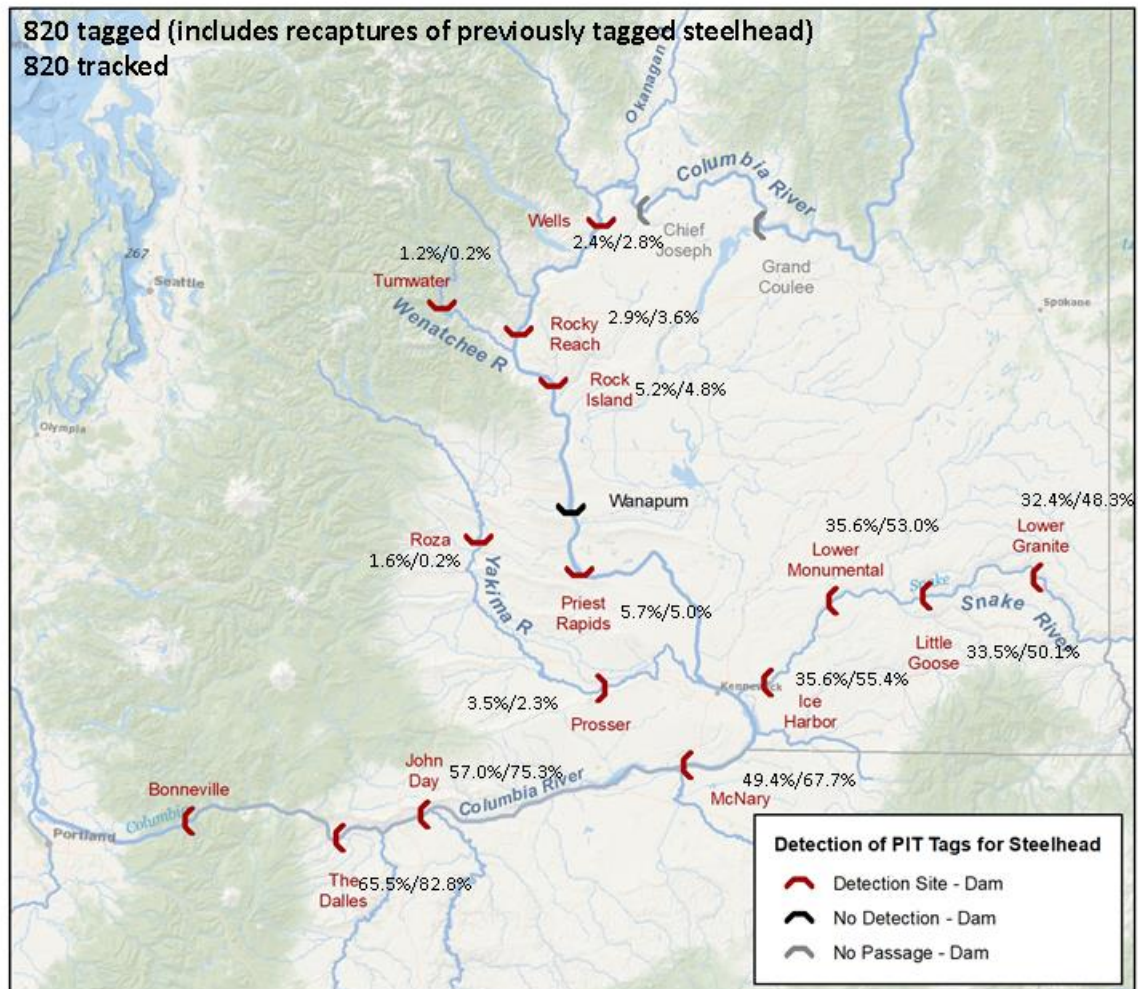 820 tagged (includes recaptures of previously tagged steelhead)
820 tracked
Okanagan
Columbia River
Wells
Chief
Joseph
2.4%/2.8%
1.2%/0.2%
Tumwater
267
Seattle
Grand
Coulee
Spokane
Wenatchee R
Rocky
Reach
2.9%/3.6%
Rock
Island
5.2%/4.8%
Olympia
Wanapum
32.4%/48.3%
35.6%/53.0%
Lower
Granite
Lower
Monumental
Roza
1.6%/0.2%
Yakima R
Priest
Rapids
5.7%/5.0%
Snake
Snake River
Little
Goose
33.5%/50.1%
Kennewick
35.6%/55.4%
Ice
Harbor
3.5%/2.3%
Prosser
John
Day
57.0%/75.3%
Columbia River
49.4%/67.7%
McNary
Bonneville
Columbia
Portland
The
Dalles
65.5%/82.8%
Detection of PIT Tags for Steelhead
Detection Site - Dam
No Detection - Dam
No Passage - Dam